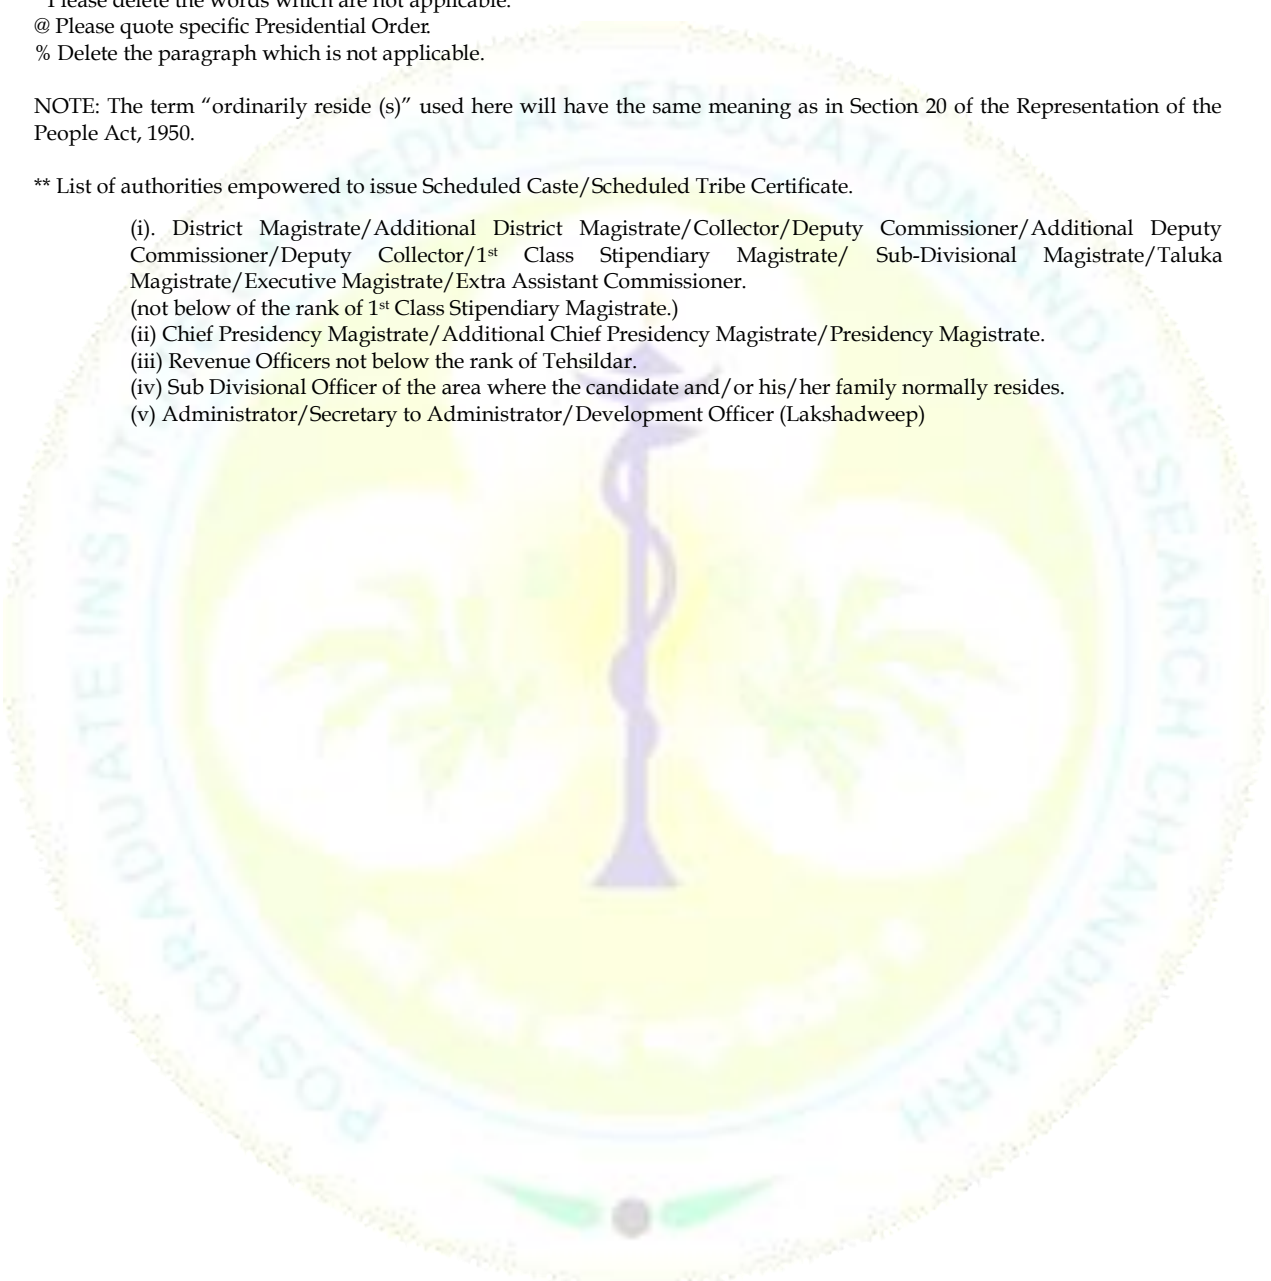 Please delete the words which are not applicable.
@ Please quote specific Presidential Order.
% Delete the paragraph which is not applicable.
NOTE: The term “ordinarily reside (s)” used here will have the same meaning as in Section 20 of the Representation of the
People Act, 1950.
** List of authorities empowered to issue Scheduled Caste/Scheduled Tribe Certificate.
(i). District Magistrate/Additional District Magistrate/Collector/Deputy Commissioner/Additional Deputy
Commissioner/Deputy Collector/1st Class Stipendiary Magistrate/ Sub-Divisional Magistrate/Taluka
Magistrate/Executive Magistrate/Extra Assistant Commissioner.
(not below of the rank of 1st Class Stipendiary Magistrate.)
(ii) Chief Presidency Magistrate/Additional Chief Presidency Magistrate/Presidency Magistrate.
(iii) Revenue Officers not below the rank of Tehsildar.
(iv) Sub Divisional Officer of the area where the candidate and/or his/her family normally resides.
(v) Administrator/Secretary to Administrator/Development Officer (Lakshadweep)
POSTGRADUATE INSTIT MEDICAL EDUCATION AND RESEARCH CHANDIGARH